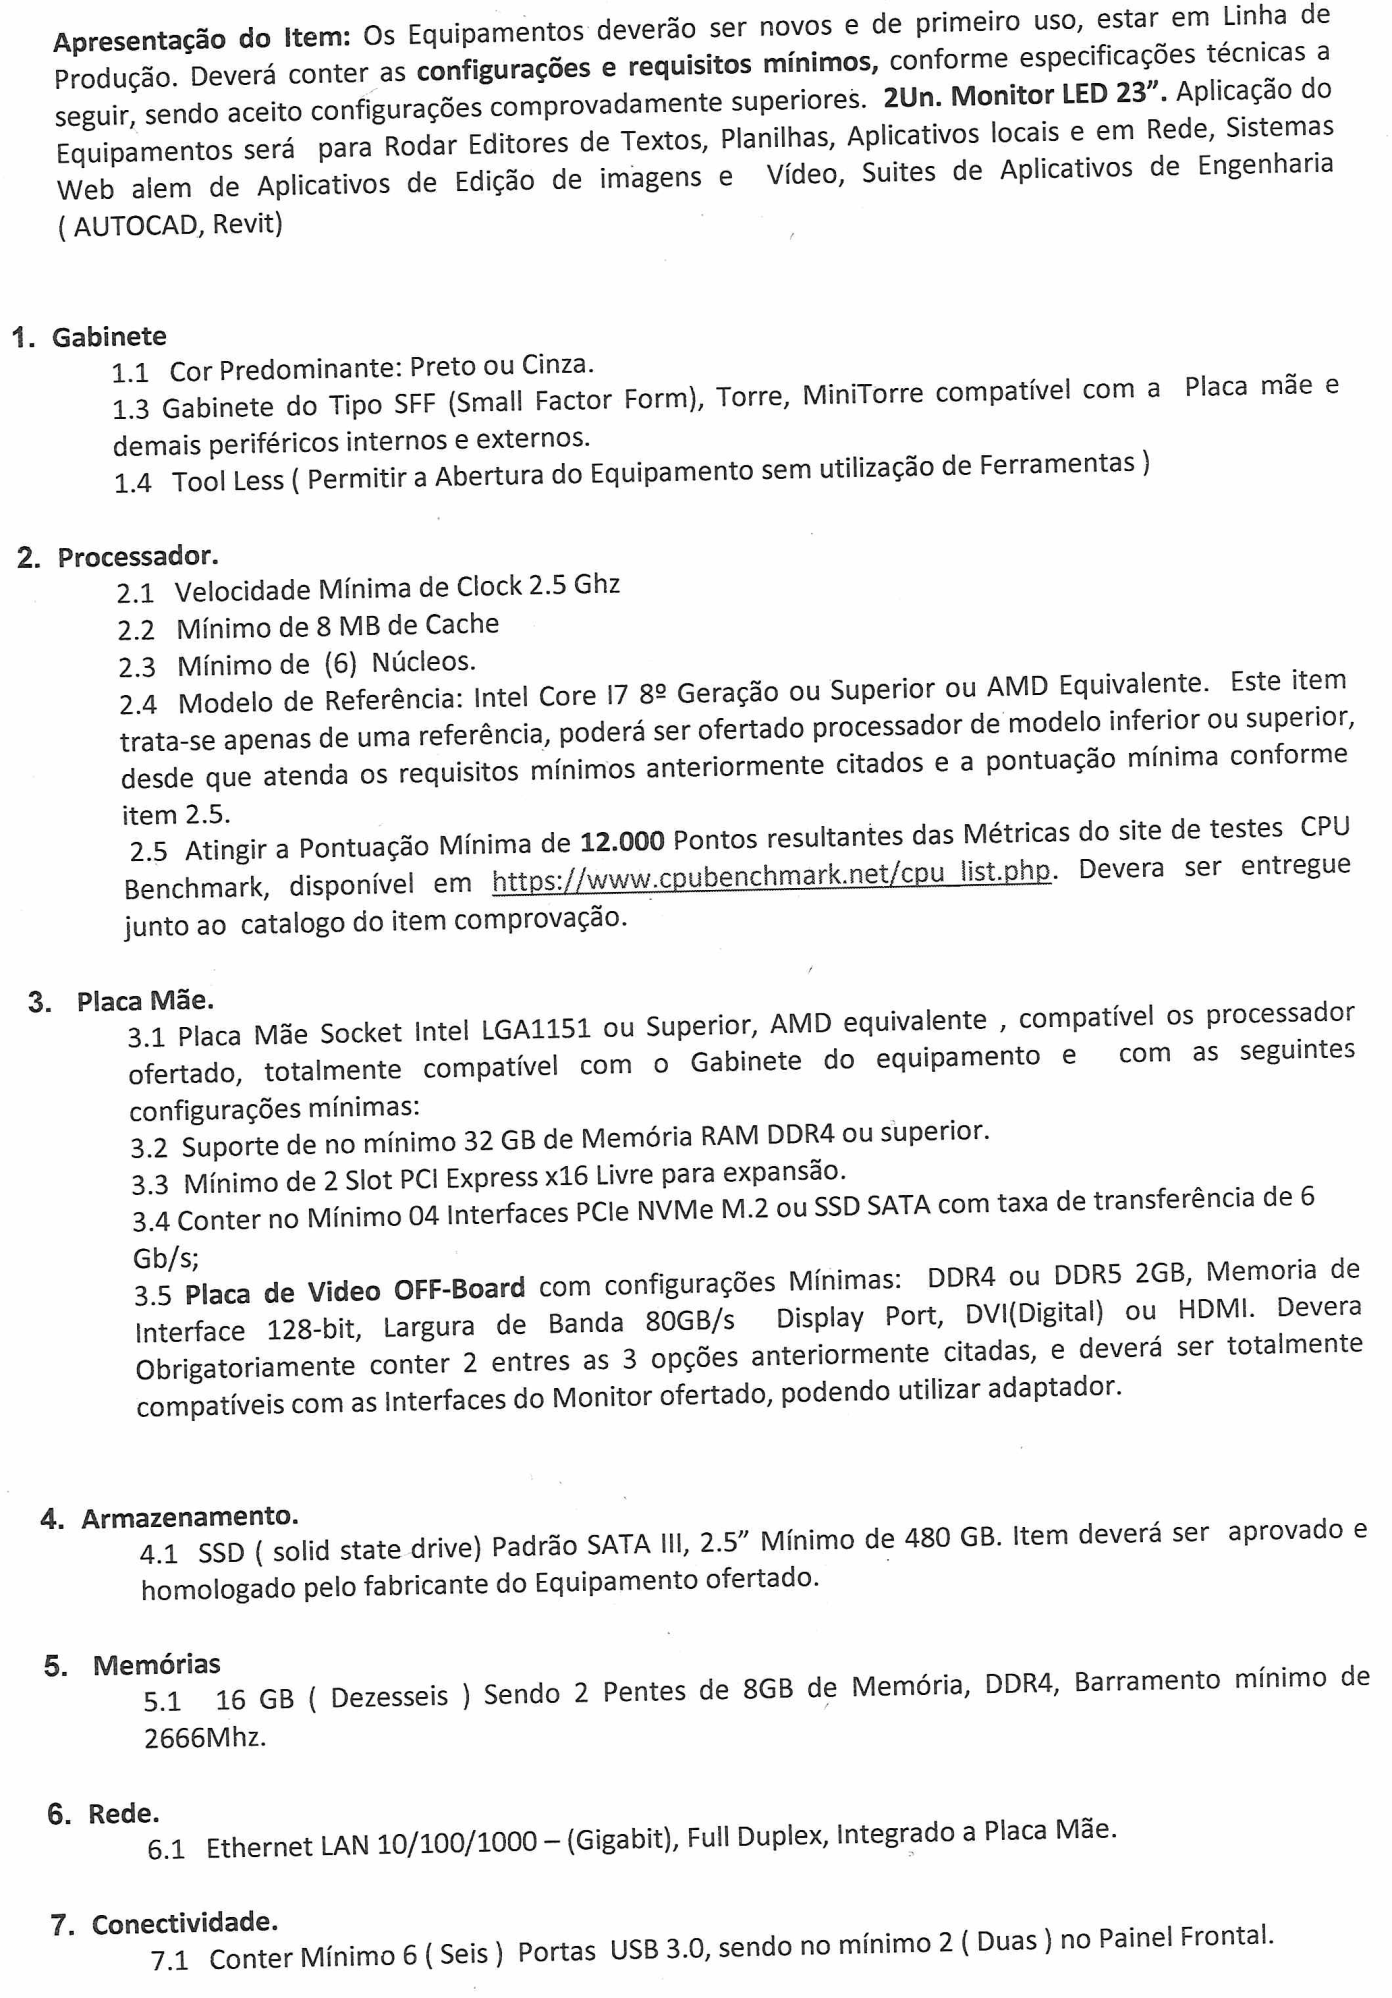 Apresentação do Item: Os Equipamentos deverão ser novos e de primeiro uso, estar em Linha de
Produção. Deverá conter as configurações e requisitos mínimos, conforme especificações técnicas a
seguir, sendo aceito configurações comprovadamente superiores. 2Un. Monitor LED 23”. Aplicação do
Equipamentos será para Rodar Editores de Textos, Planilhas, Aplicativos locais e em Rede, Sistemas
Web alem de Aplicativos de Edição de imagens e Vídeo, Suites de Aplicativos de Engenharia
( AUTOCAD, Revit)
1. Gabinete
1.1 Cor Predominante: Preto ou Cinza.
1.3 Gabinete do Tipo SFF (Small Factor Form), Torre, MiniTorre compatível com a Placa mãe e
demais periféricos internos e externos.
1.4 Tool Less ( Permitir a Abertura do Equipamento sem utilização de Ferramentas )
2. Processador.
2.1 Velocidade Mínima de Clock 2.5 Ghz
2.2 Mínimo de 8 MB de Cache
2.3 Mínimo de (6) Núcleos.
2.4 Modelo de Referência: Intel Core I7 8º Geração ou Superior ou AMD Equivalente. Este item
trata-se apenas de uma referência, poderá ser ofertado processador de modelo inferior ou superior,
desde que atenda os requisitos mínimos anteriormente citados e a pontuação mínima conforme
item 2.5.
2.5 Atingir a Pontuação Mínima de 12.000 Pontos resultantes das Métricas do site de testes CPU
Benchmark, disponível em https://www.cpubenchmark.net/cpu_list.php. Devera ser entregue
junto ao catalogo do item comprovação.
3. Placa Mãe.
3.1 Placa Mãe Socket Intel LGA1151 ou Superior, AMD equivalente , compatível os processador
ofertado, totalmente compatível com o Gabinete do equipamento e com as seguintes
configurações mínimas:
3.2 Suporte de no mínimo 32 GB de Memória RAM DDR4 ou superior.
3.3 Mínimo de 2 Slot PCI Express x16 Livre para expansão.
3.4 Conter no Mínimo 04 Interfaces PCIe NVMe M.2 ou SSD SATA com taxa de transferência de 6
Gb/s;
3.5 Placa de Video OFF-Board com configurações Mínimas: DDR4 ou DDR5 2GB, Memoria de
Interface 128-bit, Largura de Banda 80GB/s Display Port, DVI(Digital) ou HDMI. Devera
Obrigatoriamente conter 2 entres as 3 opções anteriormente citadas, e deverá ser totalmente
compatíveis com as Interfaces do Monitor ofertado, podendo utilizar adaptador.
4. Armazenamento.
4.1 SSD ( solid state drive) Padrão SATA III, 2.5” Mínimo de 480 GB. Item deverá ser aprovado e
homologado pelo fabricante do Equipamento ofertado.
5. Memórias
5.1 16 GB ( Dezesseis ) Sendo 2 Pentes de 8GB de Memória, DDR4, Barramento mínimo de
2666Mhz.
6. Rede.
6.1 Ethernet LAN 10/100/1000 – (Gigabit), Full Duplex, Integrado a Placa Mãe.
7. Conectividade.
7.1 Conter Mínimo 6 ( Seis ) Portas USB 3.0, sendo no mínimo 2 ( Duas ) no Painel Frontal.